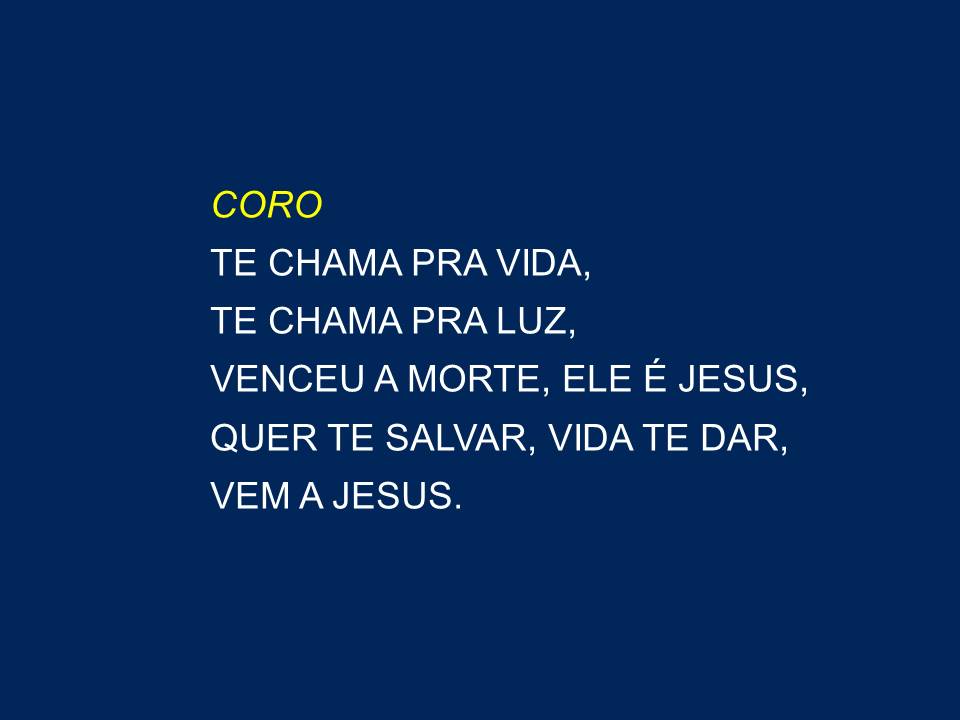 CORO
TE CHAMA PRA VIDA,
TE CHAMA PRA LUZ,
VENCEU A MORTE, ELE É JESUS,
QUER TE SALVAR, VIDA TE DAR,
VEM A JESUS.